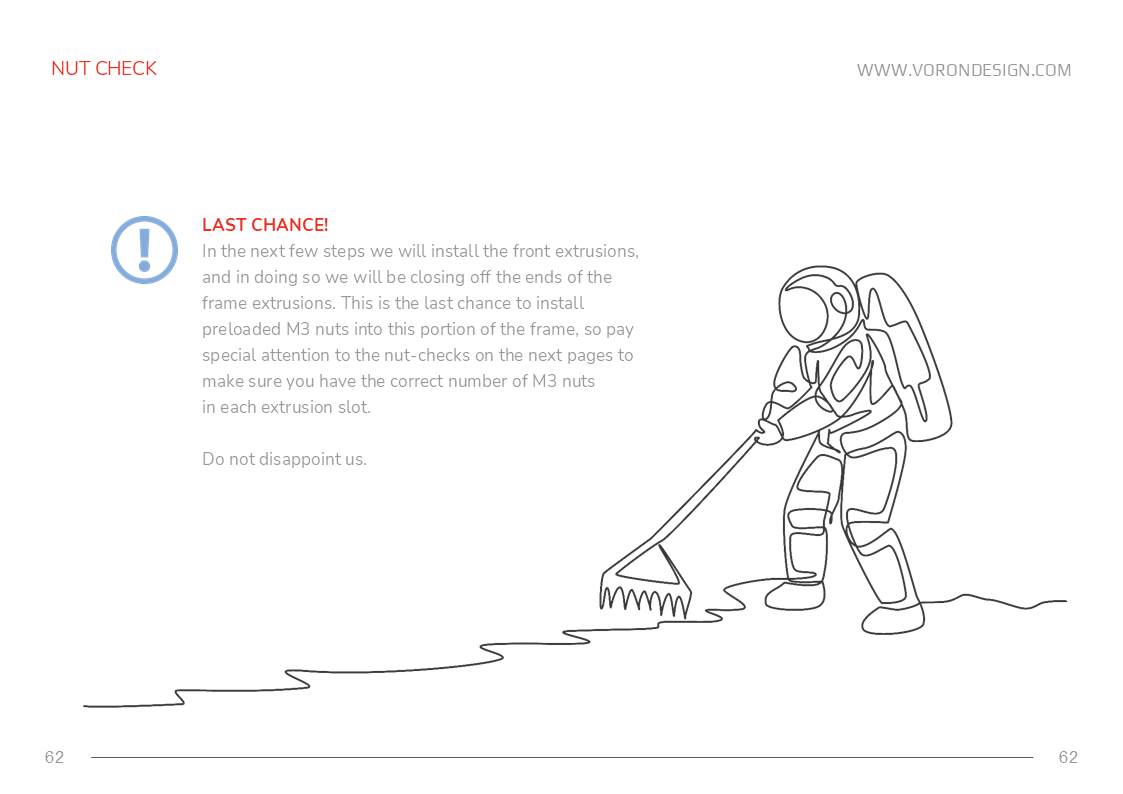 NUT CHECK
WWW.VORONDESIGN.COM
LAST CHANCE!
In the next few steps we will install the front extrusions,
and in doing so we will be closing off the ends of the
frame extrusions. This is the last chance to install
preloaded M3 nuts into this portion of the frame, so pay
special attention to the nut-checks on the next pages to
make sure you have the correct number of M3 nuts
in each extrusion slot.
Do not disappoint us.
62
62